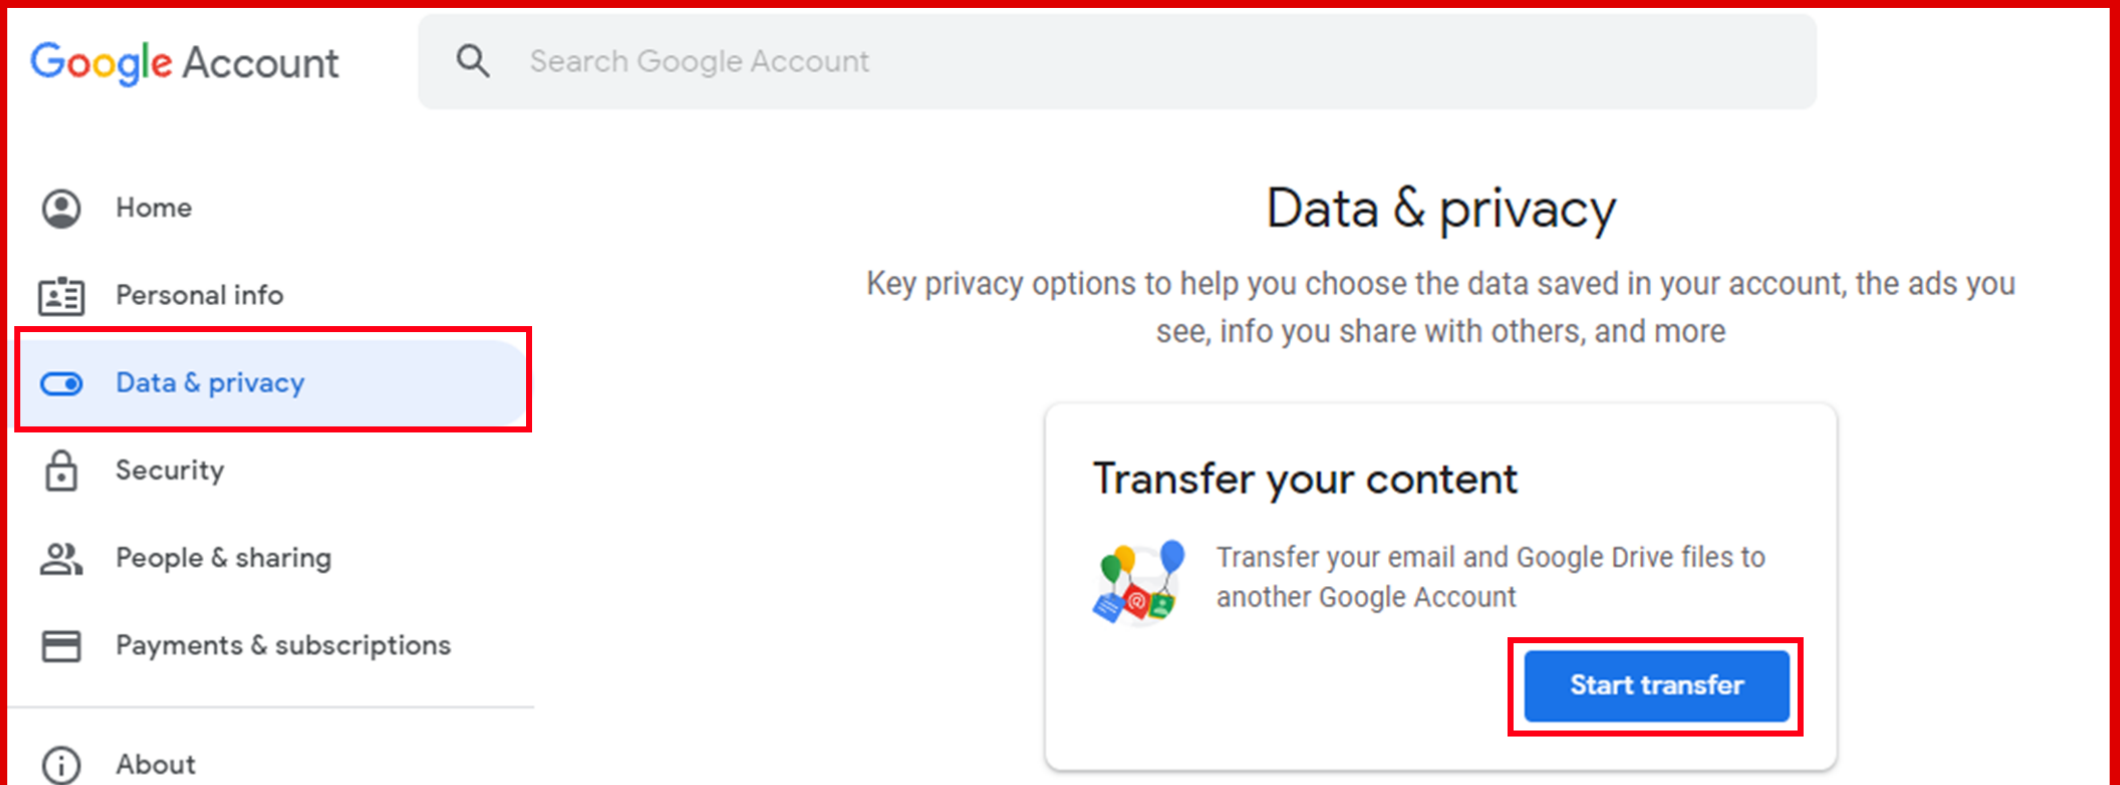 Google Account
Search Google Account
Home
Personal info
Data & privacy
Security
People & sharing
Payments & subscriptions
About
Data & privacy
Key privacy options to help you choose the data saved in your account, the ads you
see, info you share with others, and more
Transfer your content
Transfer your email and Google Drive files to
another Google Account
Start transfer